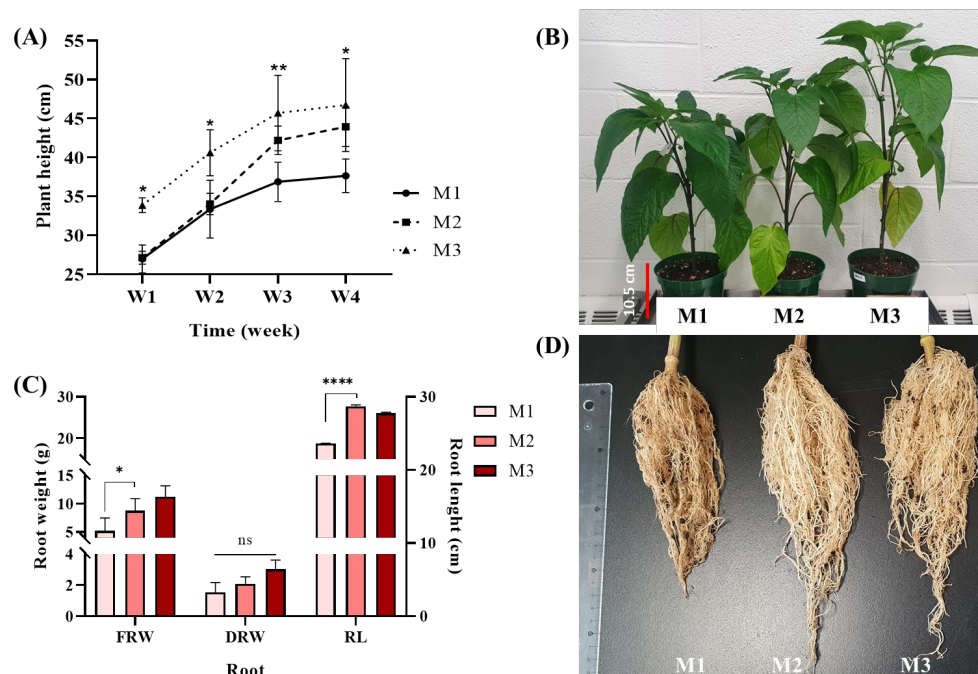 (A)
Plant height (cm)
55
50
45
40
35
30
25
*
*
**
*
W1 W2 W3 W4
Time (week)
M1
M2
M3
(B)
10.5 cm
M1 M2 M3
(C)
Root weight (g)
30
20
15
10
5
4
2
0
*
ns
****
FRW DRW RL
Root
30
20
10
0
Root lenght (cm)
M1
M2
M3
(D)
M1 M2 M3